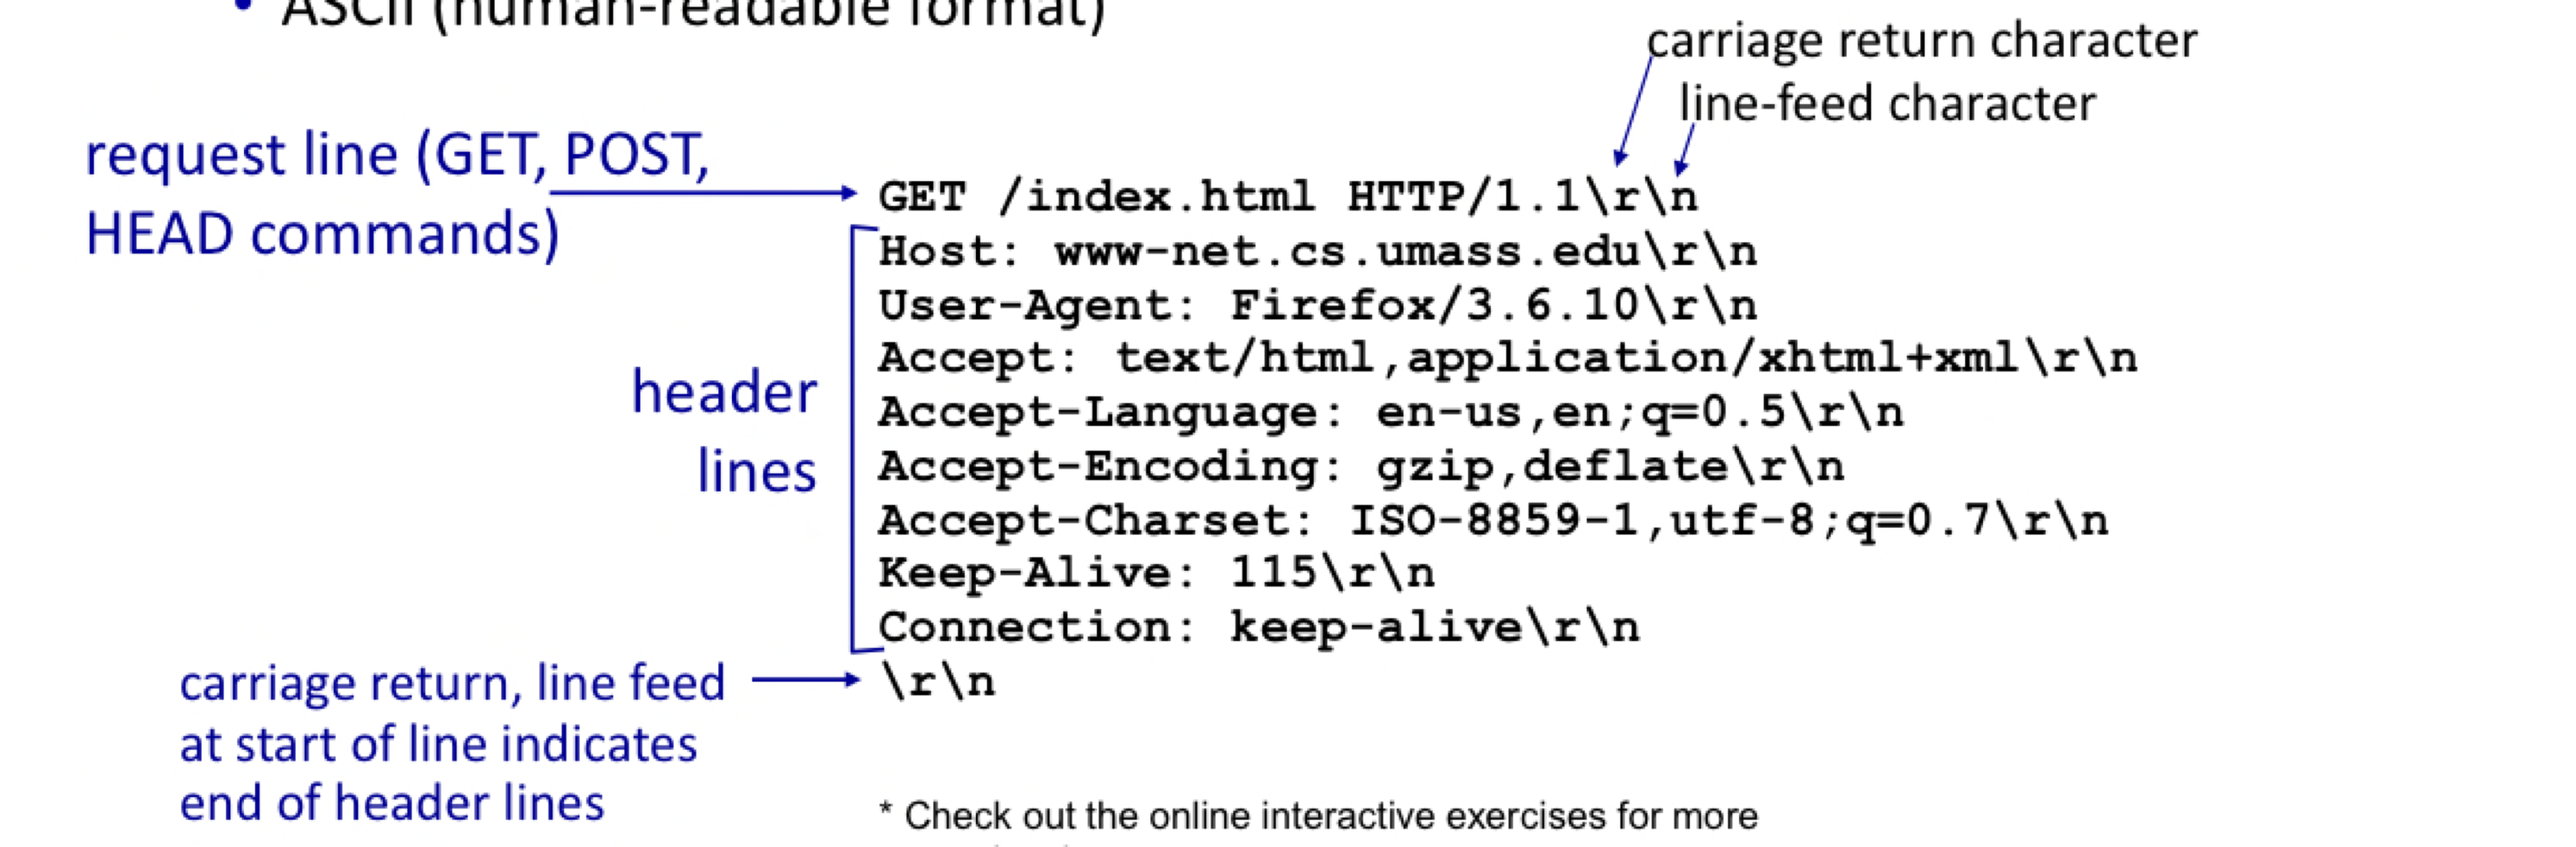 • ASCII (human-readable format)
carriage return character
line-feed character
request line (GET, POST,
HEAD commands)
GET /index.html HTTP/1.1\r\n
Host: www-net.cs.umass.edu\r\n
User-Agent: Firefox/3.6.10\r\n
Accept: text/html,application/xhtml+xml\r\n
Accept-Language: en-us,en;q=0.5\r\n
Accept-Encoding: gzip,deflate\r\n
Accept-Charset: ISO-8859-1,utf-8;q=0.7\r\n
Keep-Alive: 115\r\n
Connection: keep-alive\r\n
\r\n
header
lines
carriage return, line feed
at start of line indicates
end of header lines
* Check out the online interactive exercises for more